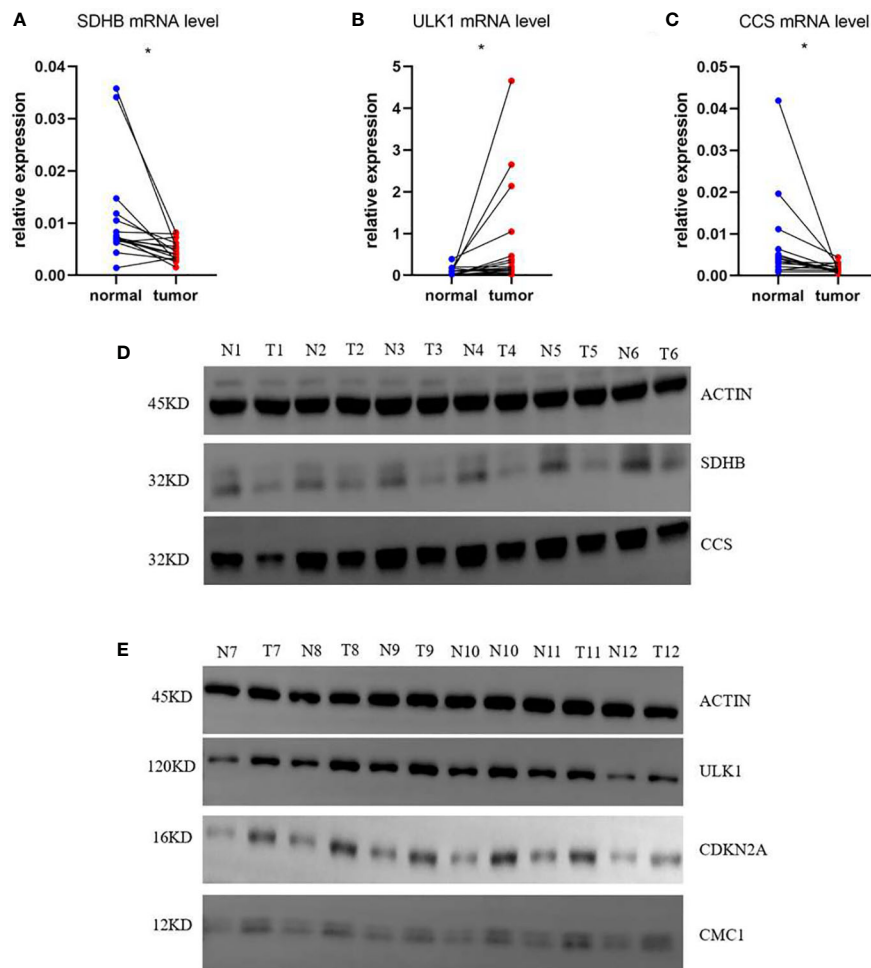 A
SDHB mRNA level
*
relative expression
0.04
0.03
0.02
0.01
0.00
normal tumor
B
ULK1 mRNA level
*
relative expression
5
4
3
2
1
0
normal tumor
C
CCS mRNA level
*
relative expression
0.05
0.04
0.03
0.02
0.01
0.00
normal tumor
D
N1 T1 N2 T2 N3 T3 N4 T4 N5 T5 N6 T6
45KD ACTIN
32KD SDHB
32KD CCS
E
N7 T7 N8 T8 N9 T9 N10 N10 N11 T11 N12 T12
45KD ACTIN
120KD ULK1
16KD CDKN2A
12KD CMC1